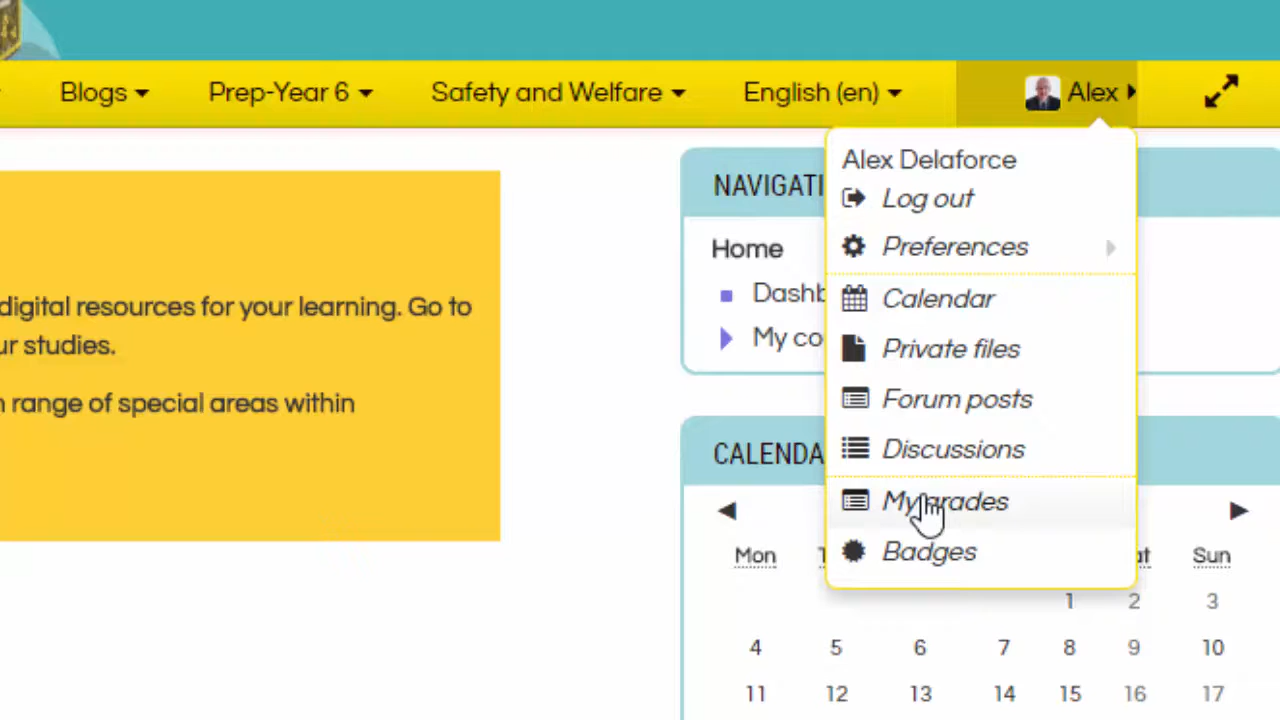 Blogs
Prep-Year 6
Safety and Welfare
English (en)
Alex
digital resources for your learning. Go to
studies.
range of special areas within
NAVIGATI
Home
Dashb
My co
Alex Delaforce
Log out
Preferences
Calendar
Private files
Forum posts
Discussions
My grades
Badges
CALENDA
Mon Sun
1 2 3
4 5 6 7 8 9 10
11 12 13 14 15 16 17